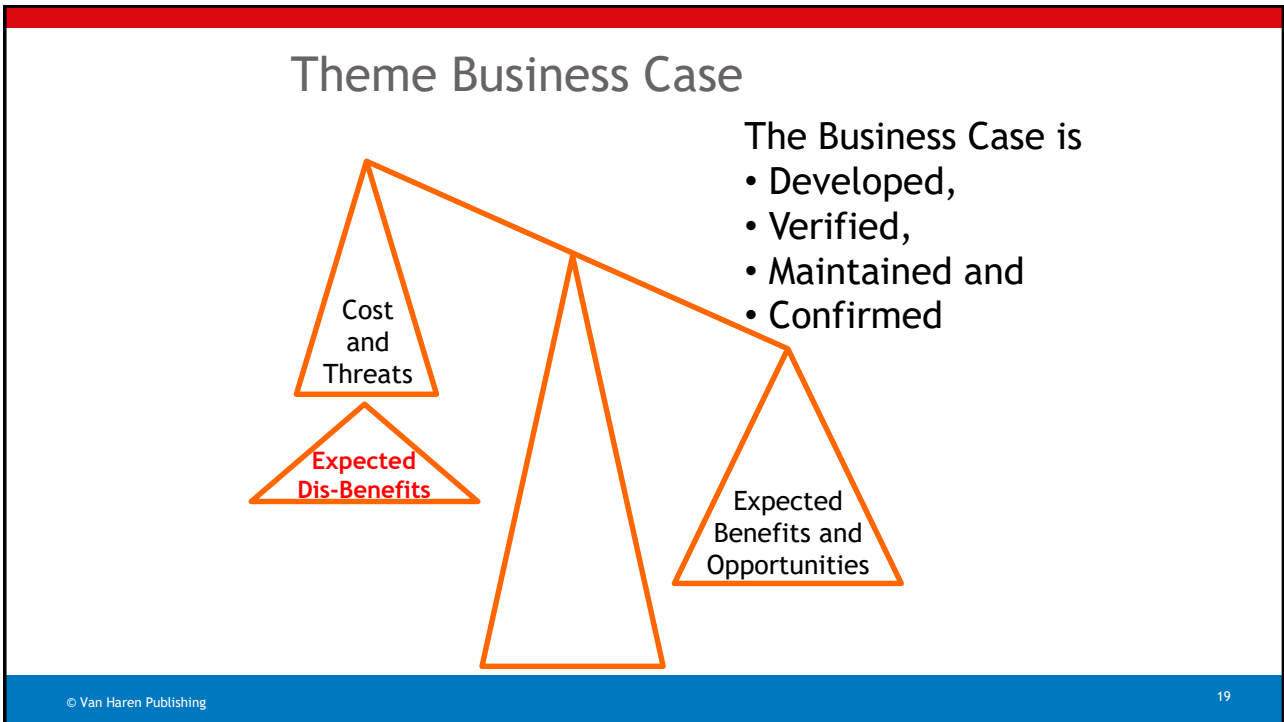 Theme Business Case
The Business Case is
• Developed,
• Verified,
• Maintained and
• Confirmed
Cost
and
Threats
Expected
Dis-Benefits
Expected
Benefits and
Opportunities
© Van Haren Publishing
19